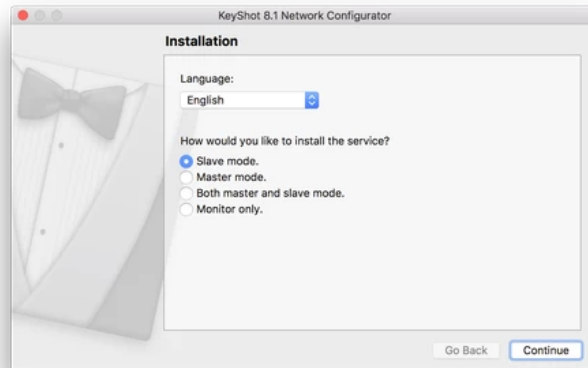 KeyShot 8.1 Network Configurator
Installation
Language:
English
How would you like to install the service?
Slave mode.
Master mode.
Both master and slave mode.
Monitor only.
Go Back
Continue